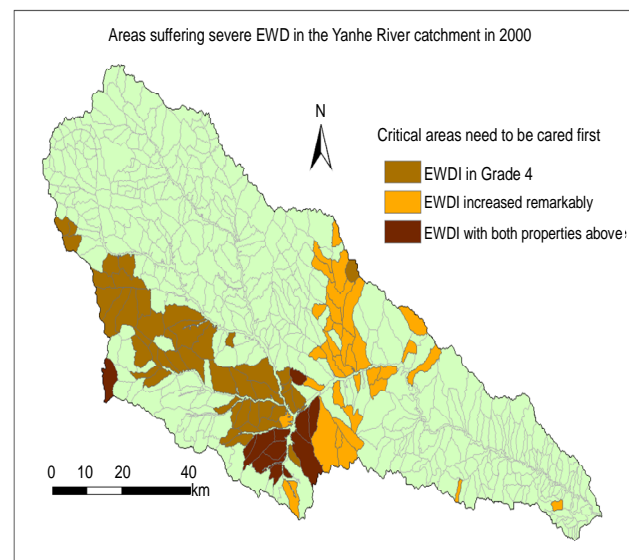 Areas suffering severe EWD in the Yanhe River catchment in 2000
N
Critical areas need to be cared first
EWDI in Grade 4
EWDI increased remarkably
EWDI with both properties above
0 10 20 40
km